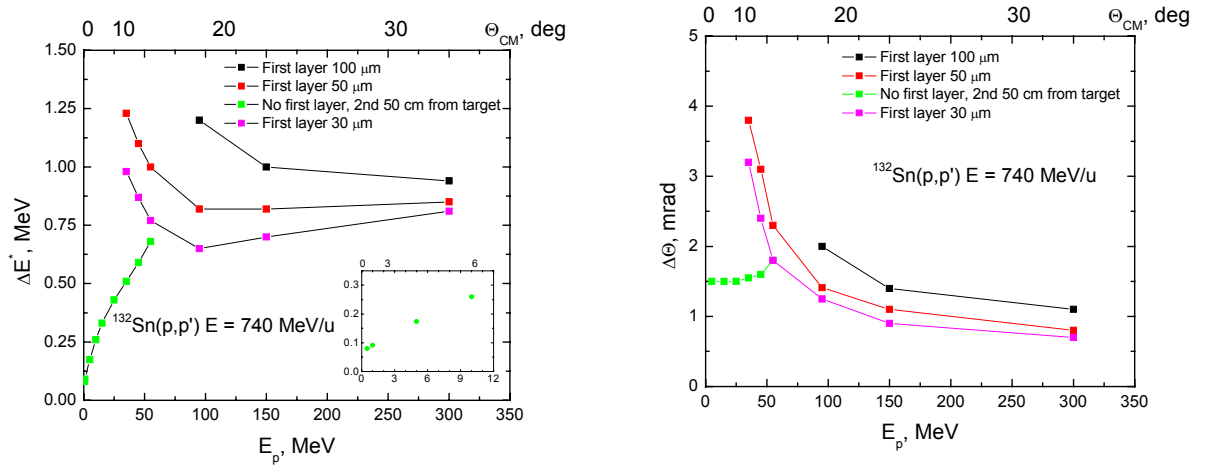 0 10 20 30 Θ_CM, deg
1.50
1.25
1.00
0.75
0.50
0.25
0.00
ΔE*, MeV
First layer 100 μm
First layer 50 μm
No first layer, 2nd 50 cm from target
First layer 30 μm
¹³²Sn(p,p') E = 740 MeV/u
0 3 6
0.3
0.2
0.1
0.0
0 3 6 9 12
0 50 100 150 200 250 300 350
E_p, MeV
0 10 20 30 Θ_CM, deg
5
4
3
2
1
0
ΔΘ, mrad
First layer 100 μm
First layer 50 μm
No first layer, 2nd 50 cm from target
First layer 30 μm
¹³²Sn(p,p') E = 740 MeV/u
0 50 100 150 200 250 300 350
E_p, MeV